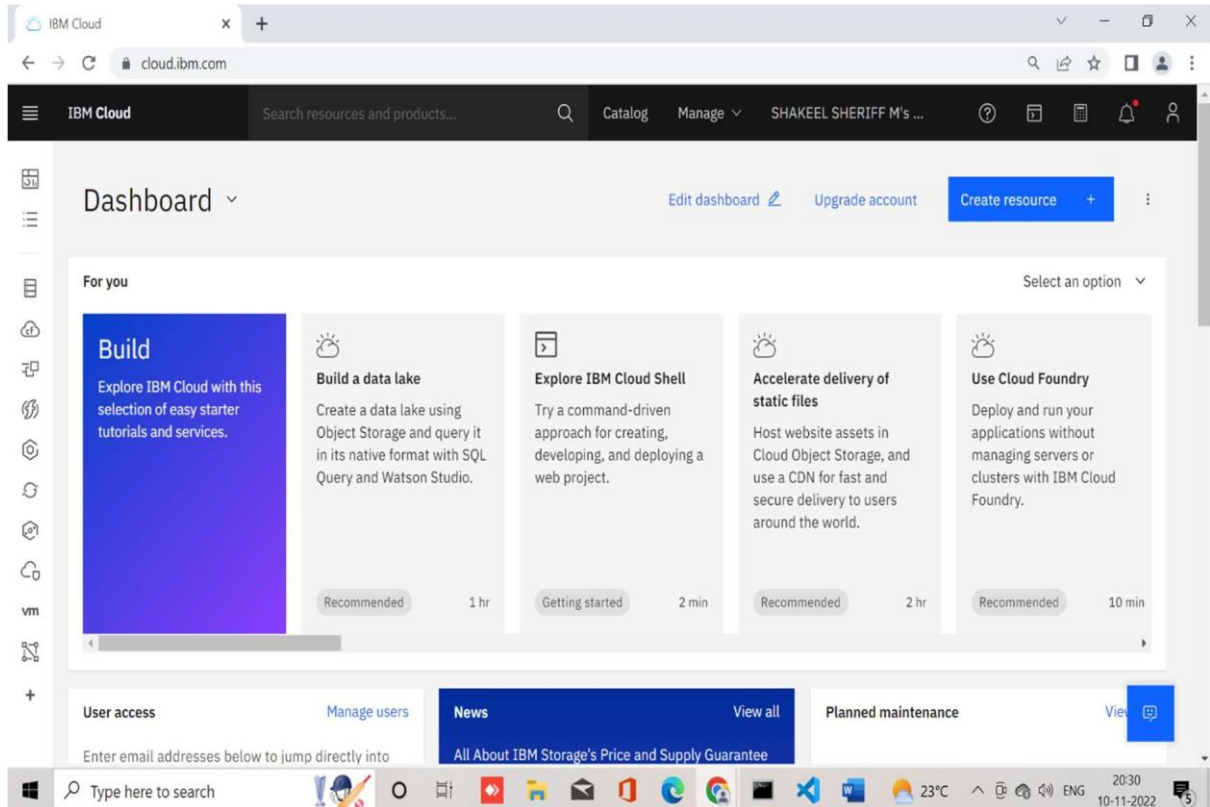 IBM Cloud
cloud.ibm.com
IBM Cloud
Search resources and products...
Catalog
Manage
SHAKEEL SHERIFF M's ...
Dashboard
Edit dashboard
Upgrade account
Create resource +
For you
Select an option
Build
Explore IBM Cloud with this
selection of easy starter
tutorials and services.
Build a data lake
Create a data lake using
Object Storage and query it
in its native format with SQL
Query and Watson Studio.
Recommended
1 hr
Explore IBM Cloud Shell
Try a command-driven
approach for creating,
developing, and deploying a
web project.
Getting started
2 min
Accelerate delivery of
static files
Host website assets in
Cloud Object Storage, and
use a CDN for fast and
secure delivery to users
around the world.
Recommended
2 hr
Use Cloud Foundry
Deploy and run your
applications without
managing servers or
clusters with IBM Cloud
Foundry.
Recommended
10 min
vm
User access
Manage users
Enter email addresses below to jump directly into
News
View all
All About IBM Storage's Price and Supply Guarantee
Planned maintenance
Type here to search
23°C
ENG
20:30
10-11-2022